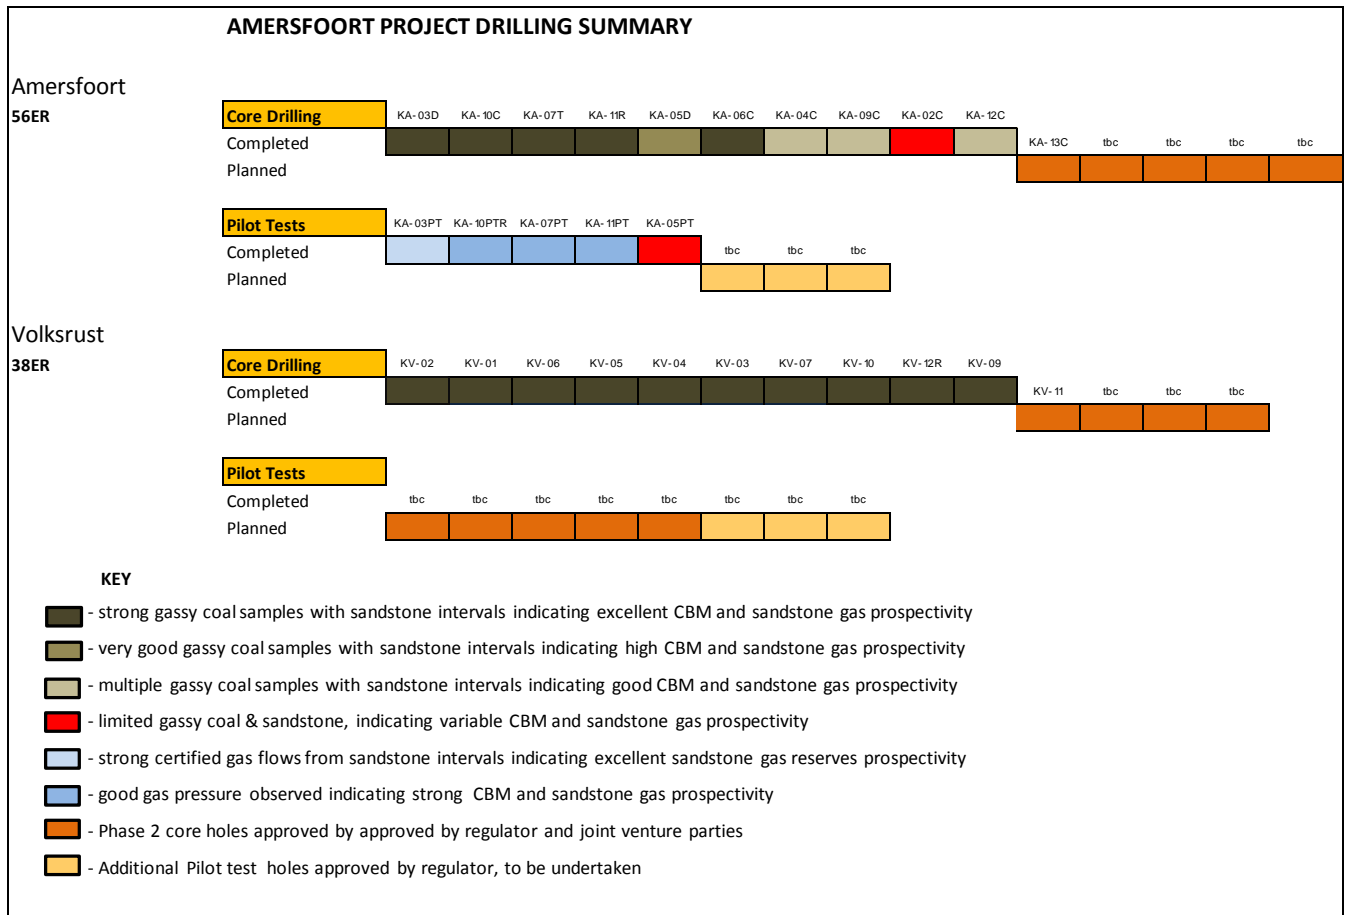 AMERSFOORT PROJECT DRILLING SUMMARY
Amersfoort
56ER
Core Drilling KA-03D KA-10C KA-07T KA-11R KA-05D KA-06C KA-04C KA-09C KA-02C KA-12C
Completed KA-13C tbc tbc tbc tbc
Planned
Pilot Tests KA-03PT KA-10PTR KA-07PT KA-11PT KA-05PT
Completed tbc tbc tbc
Planned
Volksrust
38ER
Core Drilling KV-02 KV-01 KV-06 KV-05 KV-04 KV-03 KV-07 KV-10 KV-12R KV-09
Completed KV-11 tbc tbc tbc
Planned
Pilot Tests
Completed tbc tbc tbc tbc tbc tbc tbc tbc
Planned
KEY
- strong gassy coal samples with sandstone intervals indicating excellent CBM and sandstone gas prospectivity
- very good gassy coal samples with sandstone intervals indicating high CBM and sandstone gas prospectivity
- multiple gassy coal samples with sandstone intervals indicating good CBM and sandstone gas prospectivity
- limited gassy coal & sandstone, indicating variable CBM and sandstone gas prospectivity
- strong certified gas flows from sandstone intervals indicating excellent sandstone gas reserves prospectivity
- good gas pressure observed indicating strong CBM and sandstone gas prospectivity
- Phase 2 core holes approved by approved by regulator and joint venture parties
- Additional Pilot test holes approved by regulator, to be undertaken